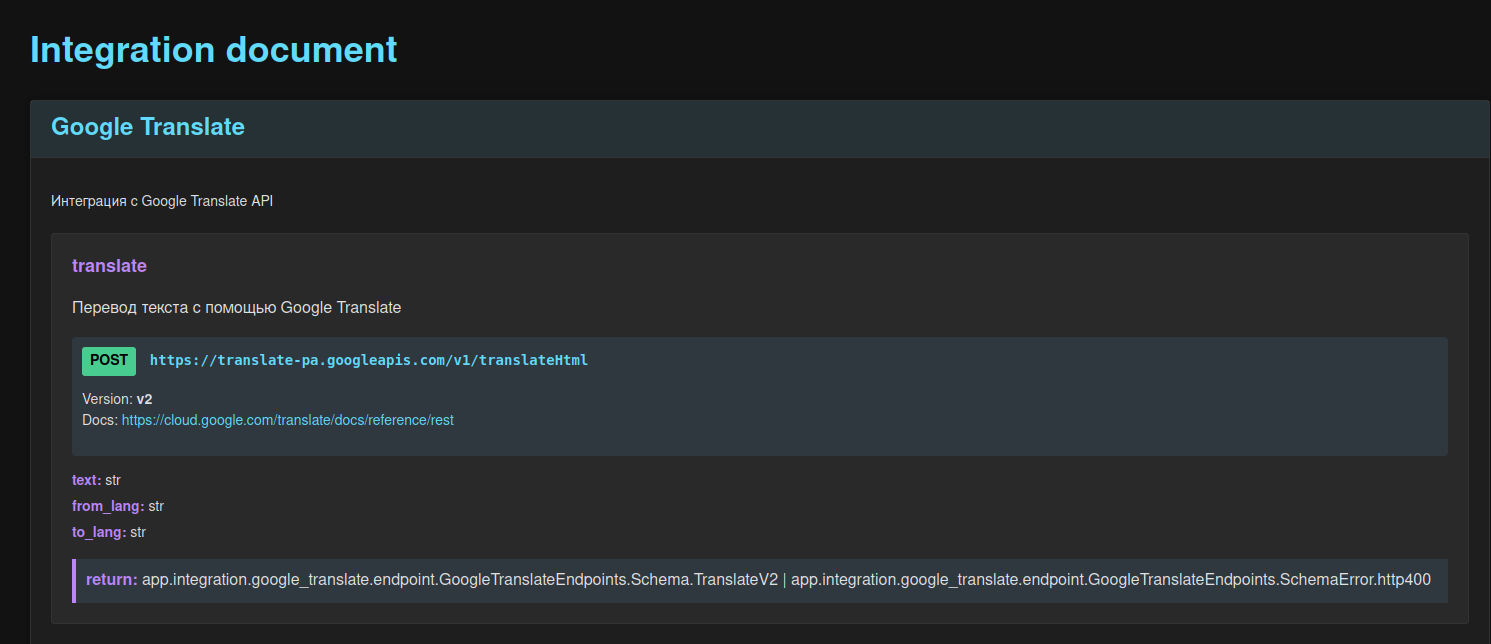 Integration document
Google Translate
Интеграция с Google Translate API
translate
Перевод текста с помощью Google Translate
POST https://translate-pa.googleapis.com/v1/translateHtml
Version: v2
Docs: https://cloud.google.com/translate/docs/reference/rest
text: str
from_lang: str
to_lang: str
return: app.integration.google_translate.endpoint.GoogleTranslateEndpoints.Schema.TranslateV2 | app.integration.google_translate.endpoint.GoogleTranslateEndpoints.SchemaError.http400